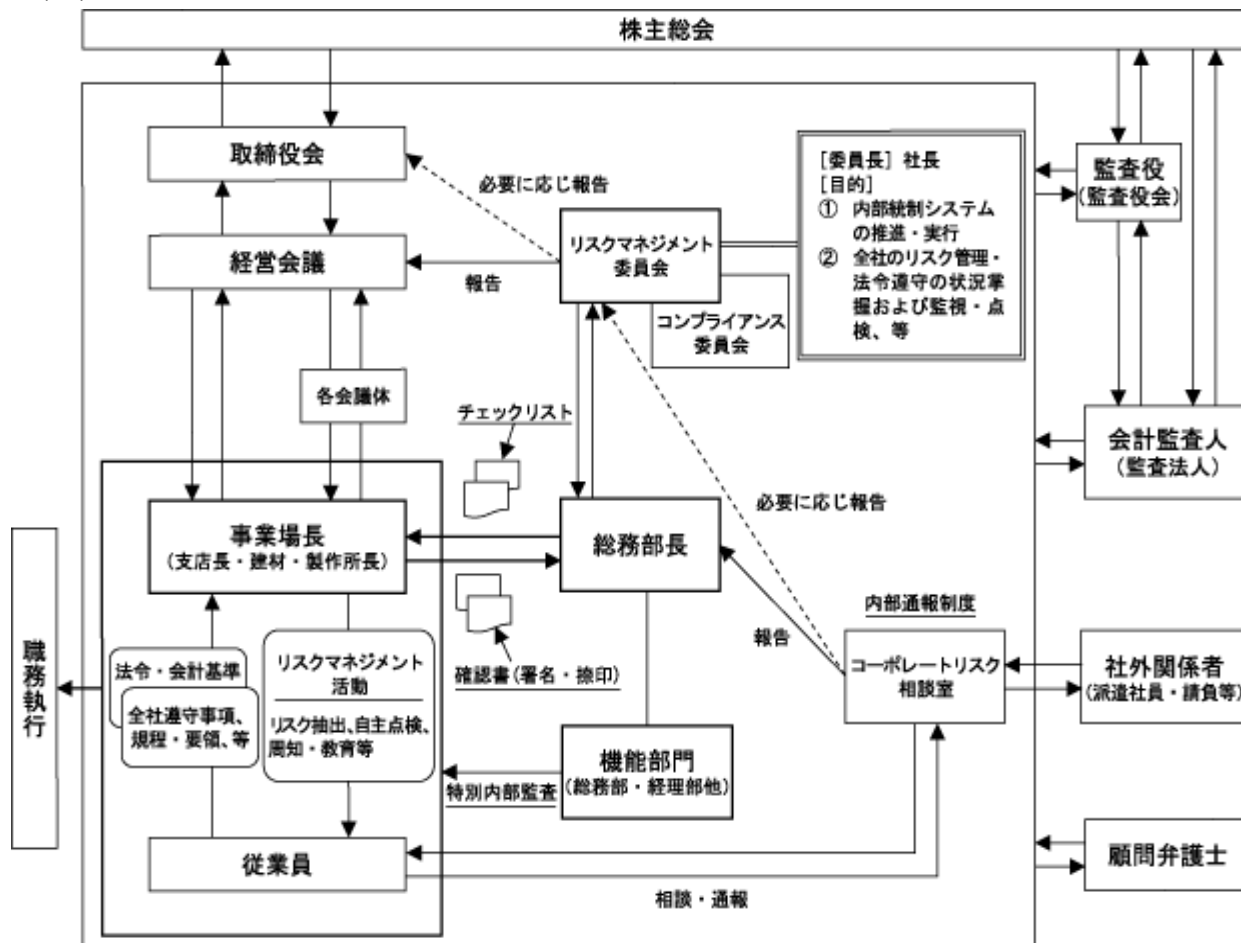 株主総会
取締役会
経営会議
必要に応じ報告
報告
リスクマネジメント
委員会
コンプライアンス
委員会
[委員長] 社長
[目的]
① 内部統制システム
の推進・実行
② 全社のリスク管理・
法令遵守の状況掌
握および監視・点
検、等
監査役
(監査役会)
各会議体
チェックリスト
会計監査人
(監査法人)
事業場長
(支店長・建材・製作所長)
総務部長
必要に応じ報告
内部通報制度
報告
職務執行
法令・会計基準
全社遵守事項、
規程・要領、等
リスクマネジメント
活動
リスク抽出、自主点検、
周知・教育等
確認書(署名・捺印)
コーポレートリスク
相談室
社外関係者
(派遣社員・請負等)
機能部門
(総務部・経理部他)
特別内部監査
従業員
相談・通報
顧問弁護士